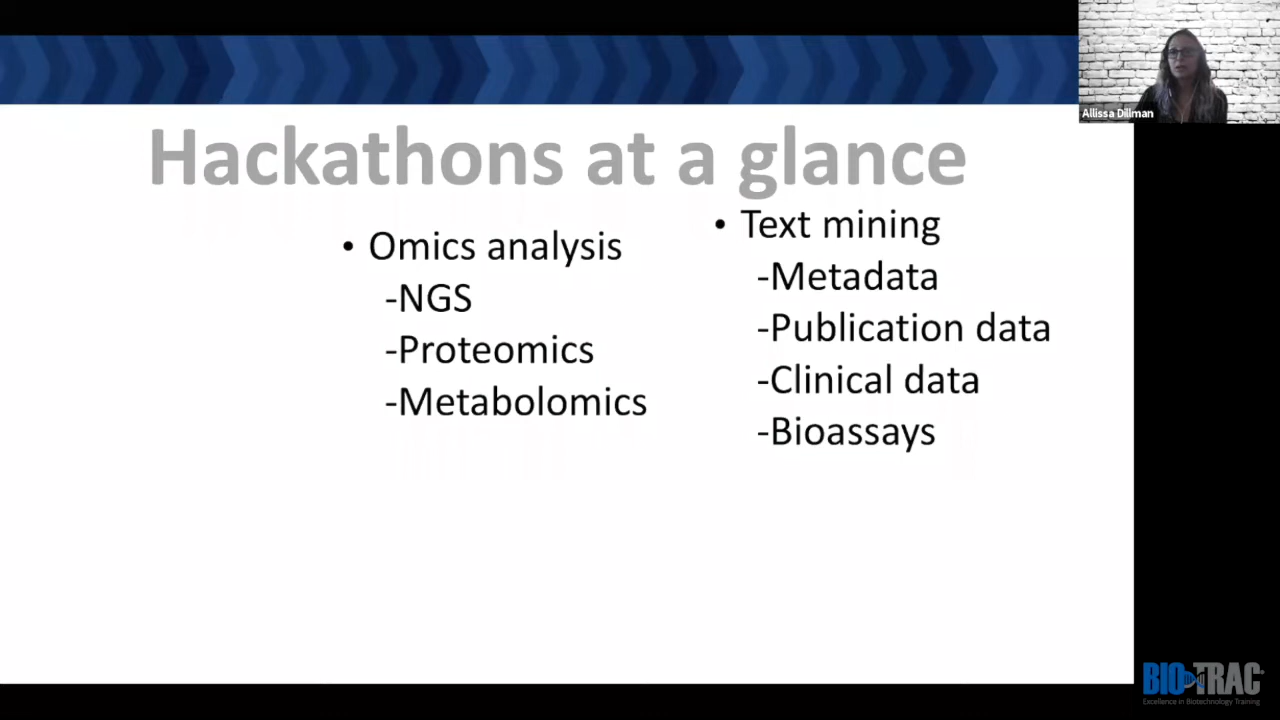 Allissa Dillman
Hackathons at a glance
• Omics analysis
-NGS
-Proteomics
-Metabolomics
• Text mining
-Metadata
-Publication data
-Clinical data
-Bioassays
BIO-TRAC®
Excellence in Biotechnology Training